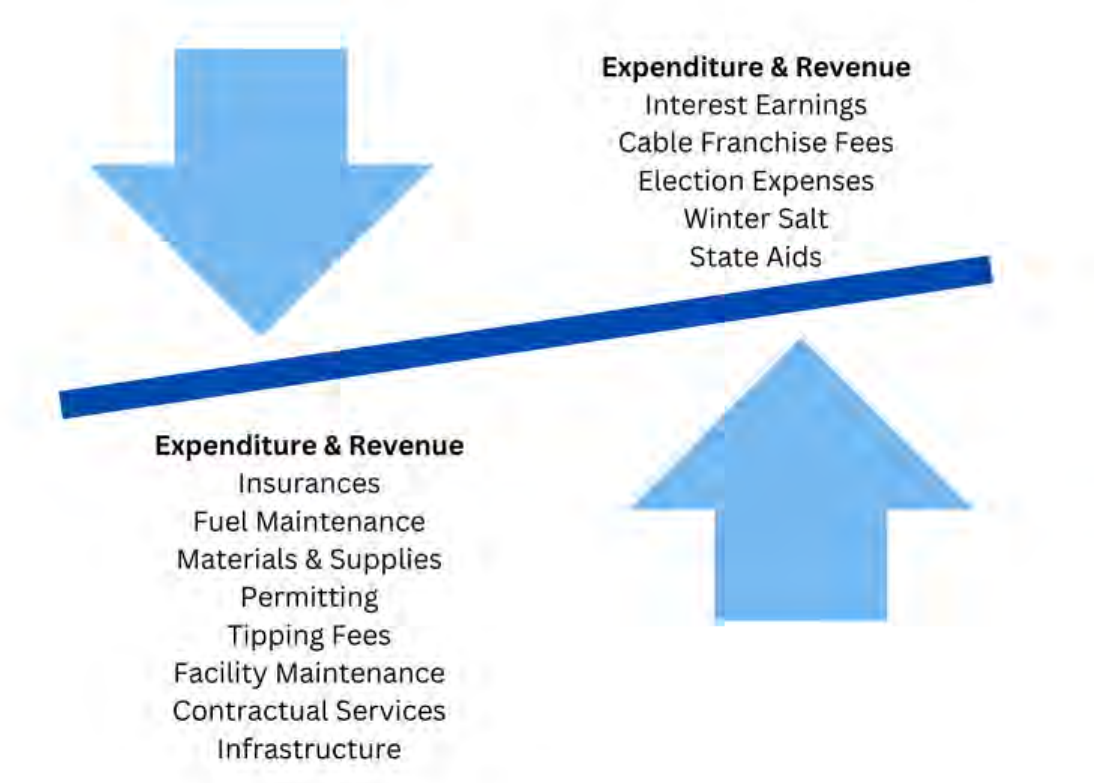 Expenditure & Revenue
Interest Earnings
Cable Franchise Fees
Election Expenses
Winter Salt
State Aids
Expenditure & Revenue
Insurances
Fuel Maintenance
Materials & Supplies
Permitting
Tipping Fees
Facility Maintenance
Contractual Services
Infrastructure